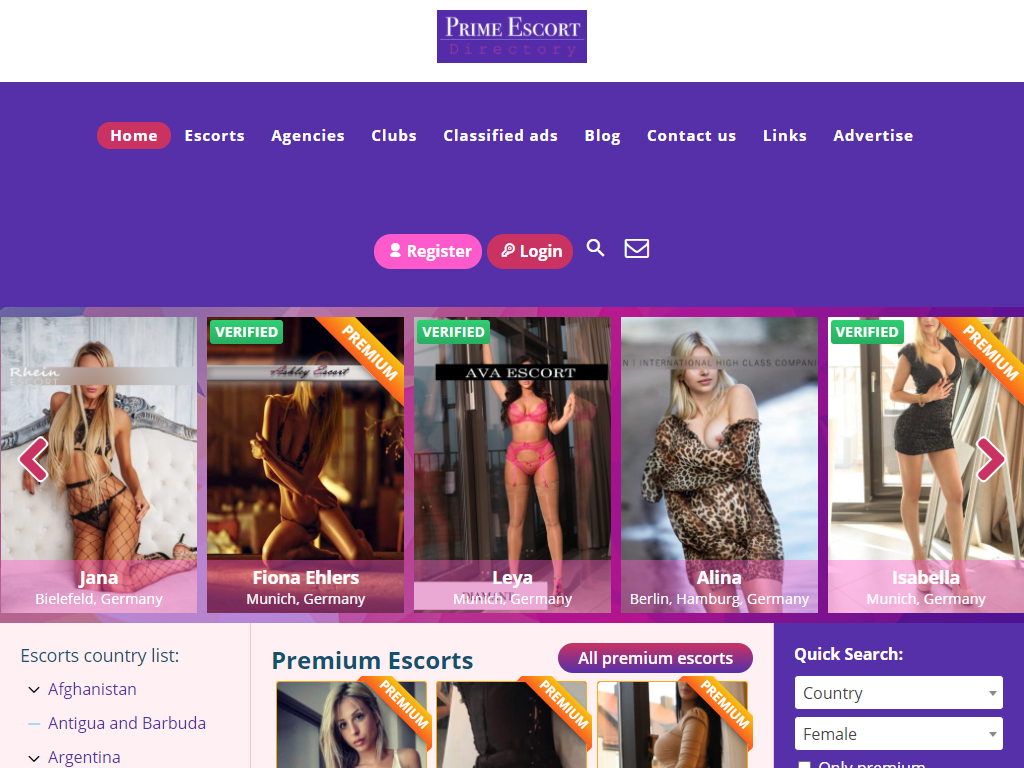 PRIME ESCORT
Directory
Home
Escorts
Agencies
Clubs
Classified ads
Blog
Contact us
Links
Advertise
Register
Login
VERIFIED
PREMIUM
VERIFIED
VERIFIED
PREMIUM
Rhein
ESCORT
Ashley Escort
AVA ESCORT
N | INTERNATIONAL HIGH CLASS COMPANI
Jana
Bielefeld, Germany
Fiona Ehlers
Munich, Germany
Leya
Munich, Germany
Alina
Berlin, Hamburg, Germany
Isabella
Munich, Germany
Escorts country list:
Afghanistan
Antigua and Barbuda
Argentina
Premium Escorts
All premium escorts
PREMIUM
PREMIUM
PREMIUM
Quick Search:
Country
Female
Only premium